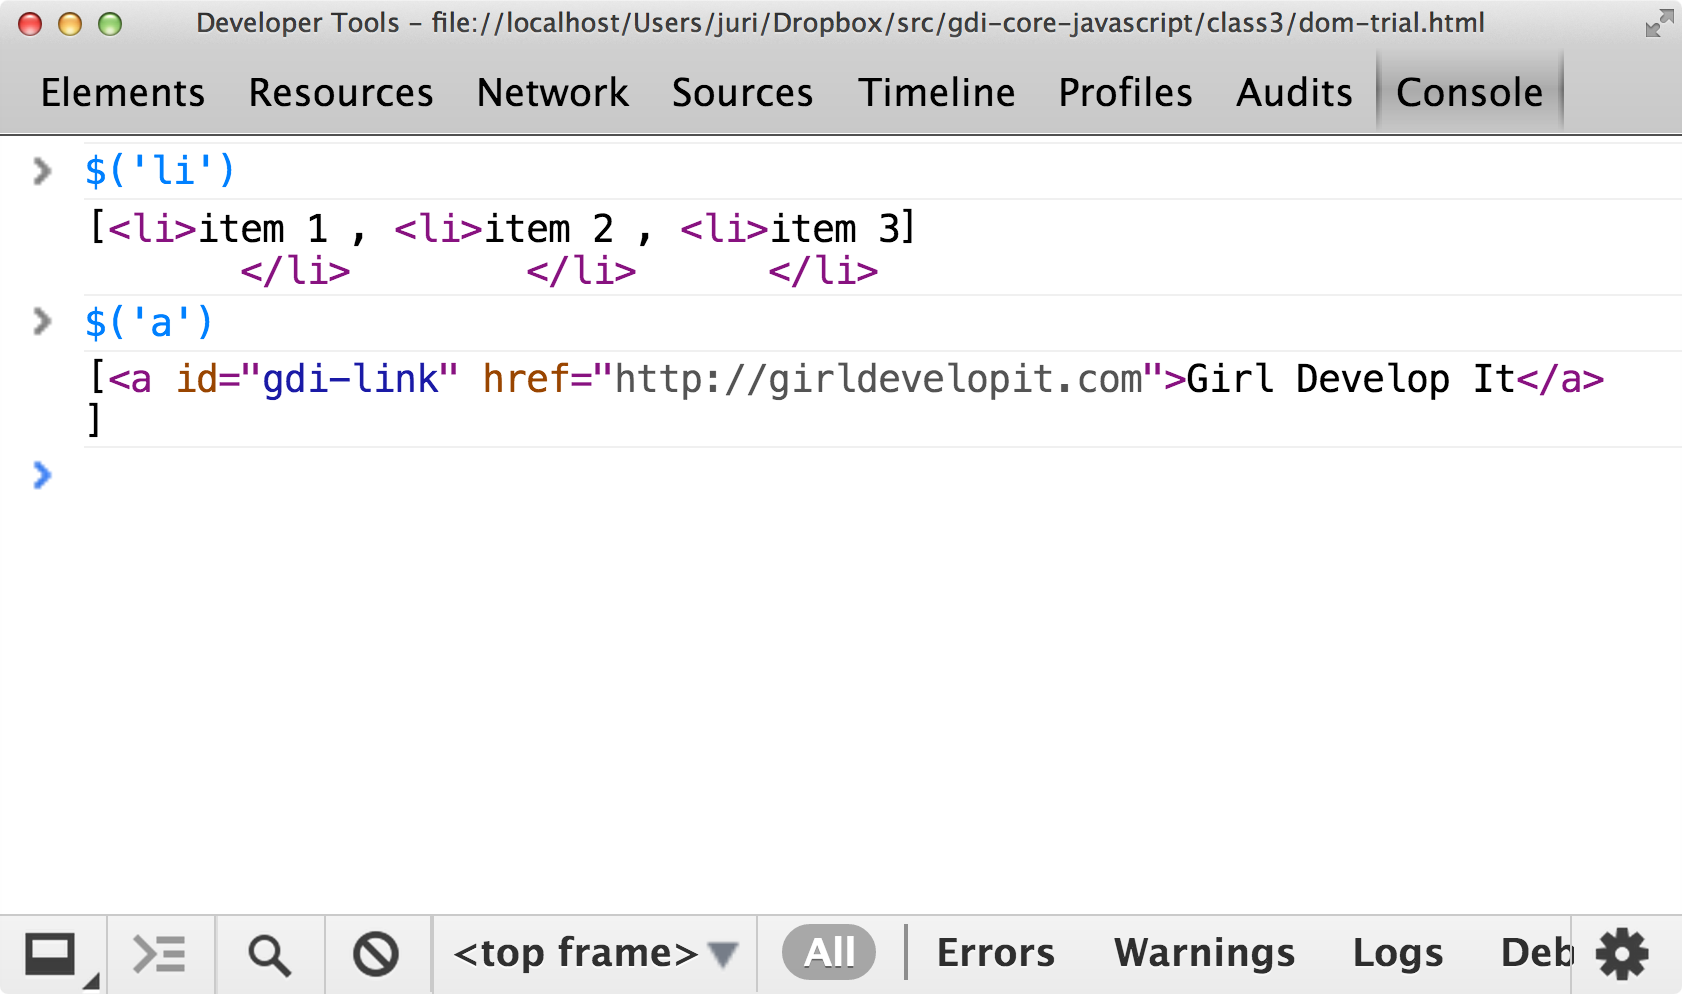 Developer Tools - file://localhost/Users/juri/Dropbox/src/gdi-core-javascript/class3/dom-trial.html
Elements Resources Network Sources Timeline Profiles Audits Console
$('li')
[<li>item 1 , <li>item 2 , <li>item 3]
</li> </li> </li>
$('a')
[<a id="gdi-link" href="http://girldevelopit.com">Girl Develop It</a>
]
<top frame> All Errors Warnings Logs Deb